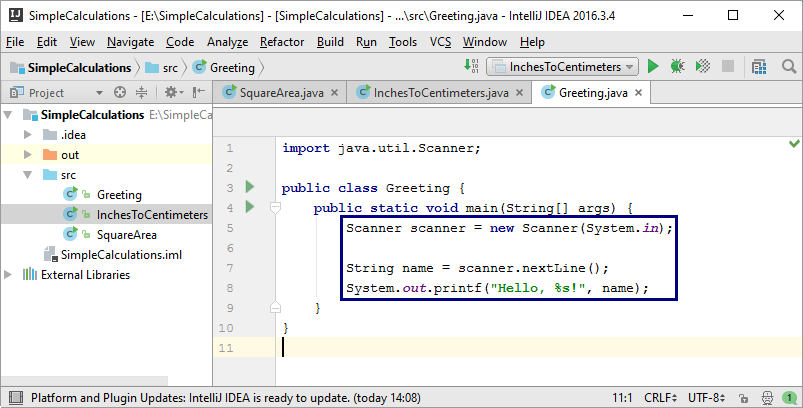 SimpleCalculations - [E:\SimpleCalculations] - [SimpleCalculations] - ...\src\Greeting.java - IntelliJ IDEA 2016.3.4
File Edit View Navigate Code Analyze Refactor Build Run Tools VCS Window Help
SimpleCalculations src Greeting InchesToCentimeters
Project SquareArea.java InchesToCentimeters.java Greeting.java
SimpleCalculations E:\SimpleCa
.idea
out
src
Greeting
InchesToCentimeters
SquareArea
SimpleCalculations.iml
External Libraries
1 import java.util.Scanner;
2
3 public class Greeting {
4 public static void main(String[] args) {
5 Scanner scanner = new Scanner(System.in);
6
7 String name = scanner.nextLine();
8 System.out.printf("Hello, %s!", name);
9 }
10 }
11
Platform and Plugin Updates: IntelliJ IDEA is ready to update. (today 14:08) 11:1 CRLF UTF-8 1